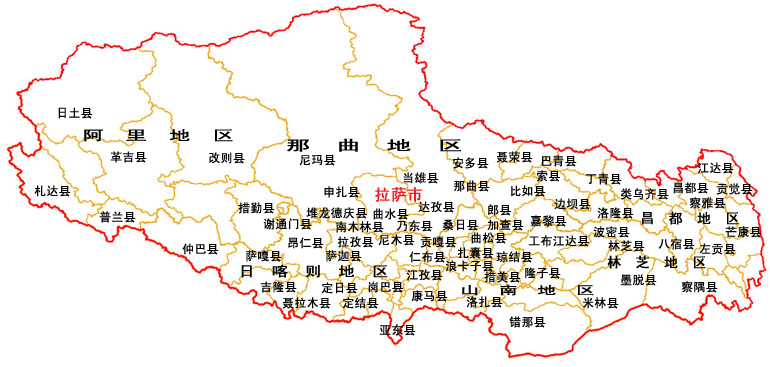 日土县
阿里地区
革吉县
改则县
札达县
普兰县
措勤县
仲巴县
那曲地区
尼玛县
申扎县
当雄县
拉萨市
安多县
聂荣县
巴青县
索县
那曲县
比如县
丁青县
江达县
昌都县
贡觉县
类乌齐县
察雅县
边坝县
洛隆县
昌都地区
芒康县
谢通门县
堆龙德庆县
曲水县
达孜县
郎县
嘉黎县
南木林县
乃东县
桑日县
加查县
波密县
昂仁县
拉孜县
尼木县
贡嘎县
曲松县
工布江达县
林芝县
八宿县
左贡县
萨嘎县
萨迦县
仁布县
扎囊县
琼结县
浪卡子县
林芝地区
日喀则地区
江孜县
措美县
隆子县
墨脱县
吉隆县
定日县
岗巴县
山南地区
察隅县
聂拉木县
定结县
康马县
洛扎县
米林县
亚东县
错那县